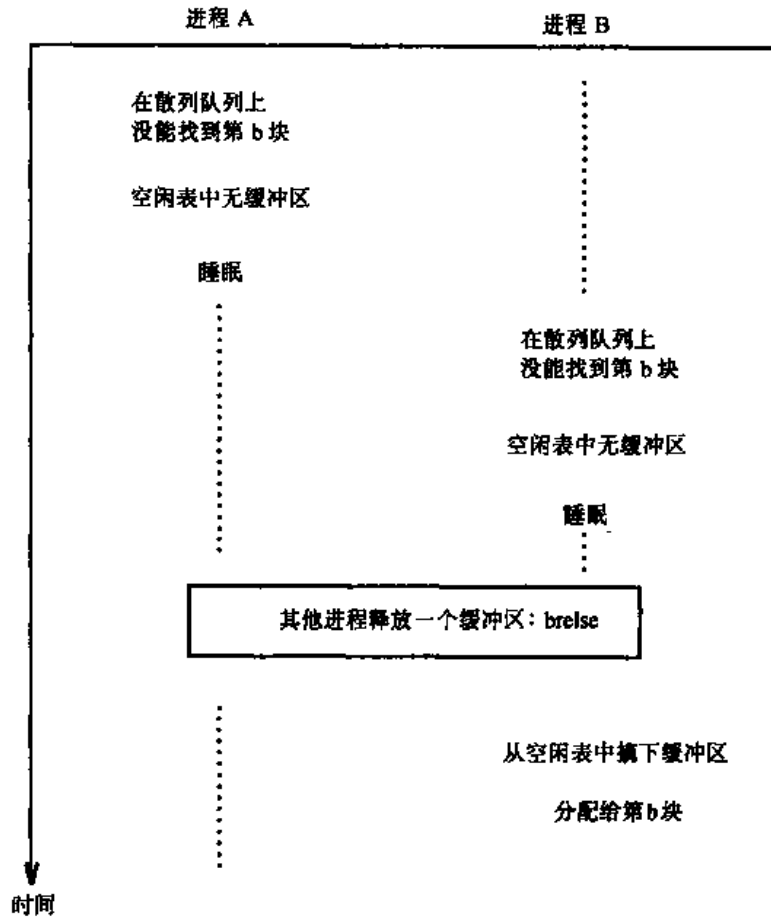 进程 A
进程 B
在散列队列上
没能找到第 b 块
空闲表中无缓冲区
睡眠
在散列队列上
没能找到第 b 块
空闲表中无缓冲区
睡眠
其他进程释放一个缓冲区：brelse
从空闲表中摘下缓冲区
分配给第b块
时间